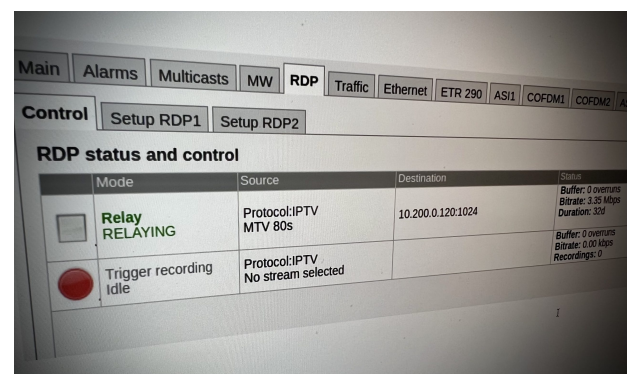 Main Alarms Multicasts MW RDP Traffic Ethernet ETR 290 ASI1 COFDM1 COFDM2
Control Setup RDP1 Setup RDP2
RDP status and control
Mode Source Destination Status
Relay
RELAYING
Protocol:IPTV
MTV 80s
10.200.0.120:1024
Buffer: 0 overruns
Bitrate: 3.35 Mbps
Duration: 32d
Trigger recording
Idle
Protocol:IPTV
No stream selected
Buffer: 0 overruns
Bitrate: 0.00 kbps
Recordings: 0